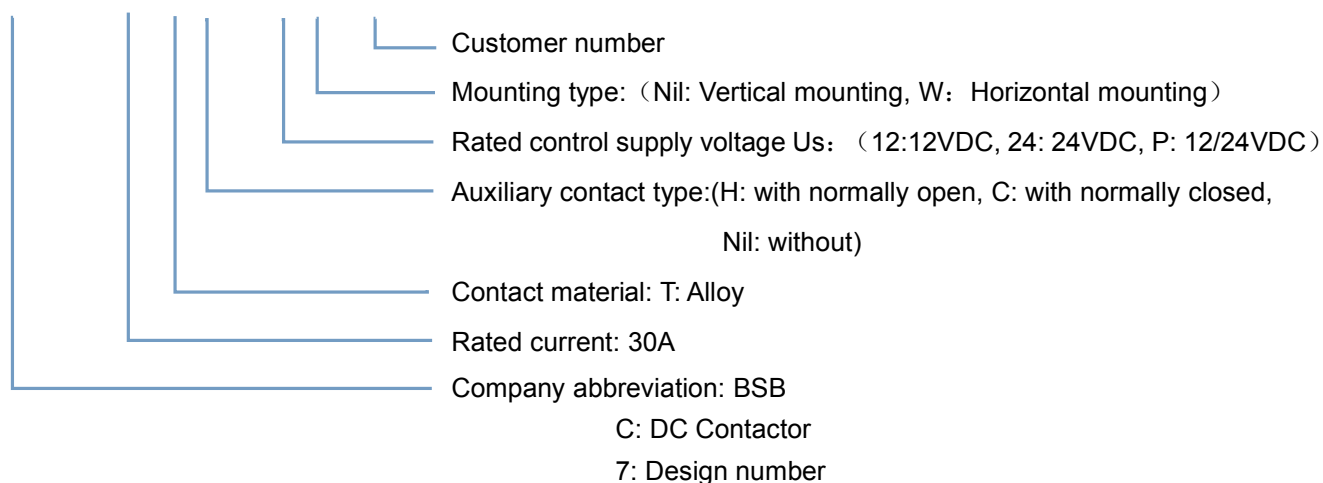 Customer number
Mounting type:（Nil: Vertical mounting, W：Horizontal mounting）
Rated control supply voltage Us：（12:12VDC, 24: 24VDC, P: 12/24VDC）
Auxiliary contact type:(H: with normally open, C: with normally closed,
Nil: without)
Contact material: T: Alloy
Rated current: 30A
Company abbreviation: BSB
C: DC Contactor
7: Design number